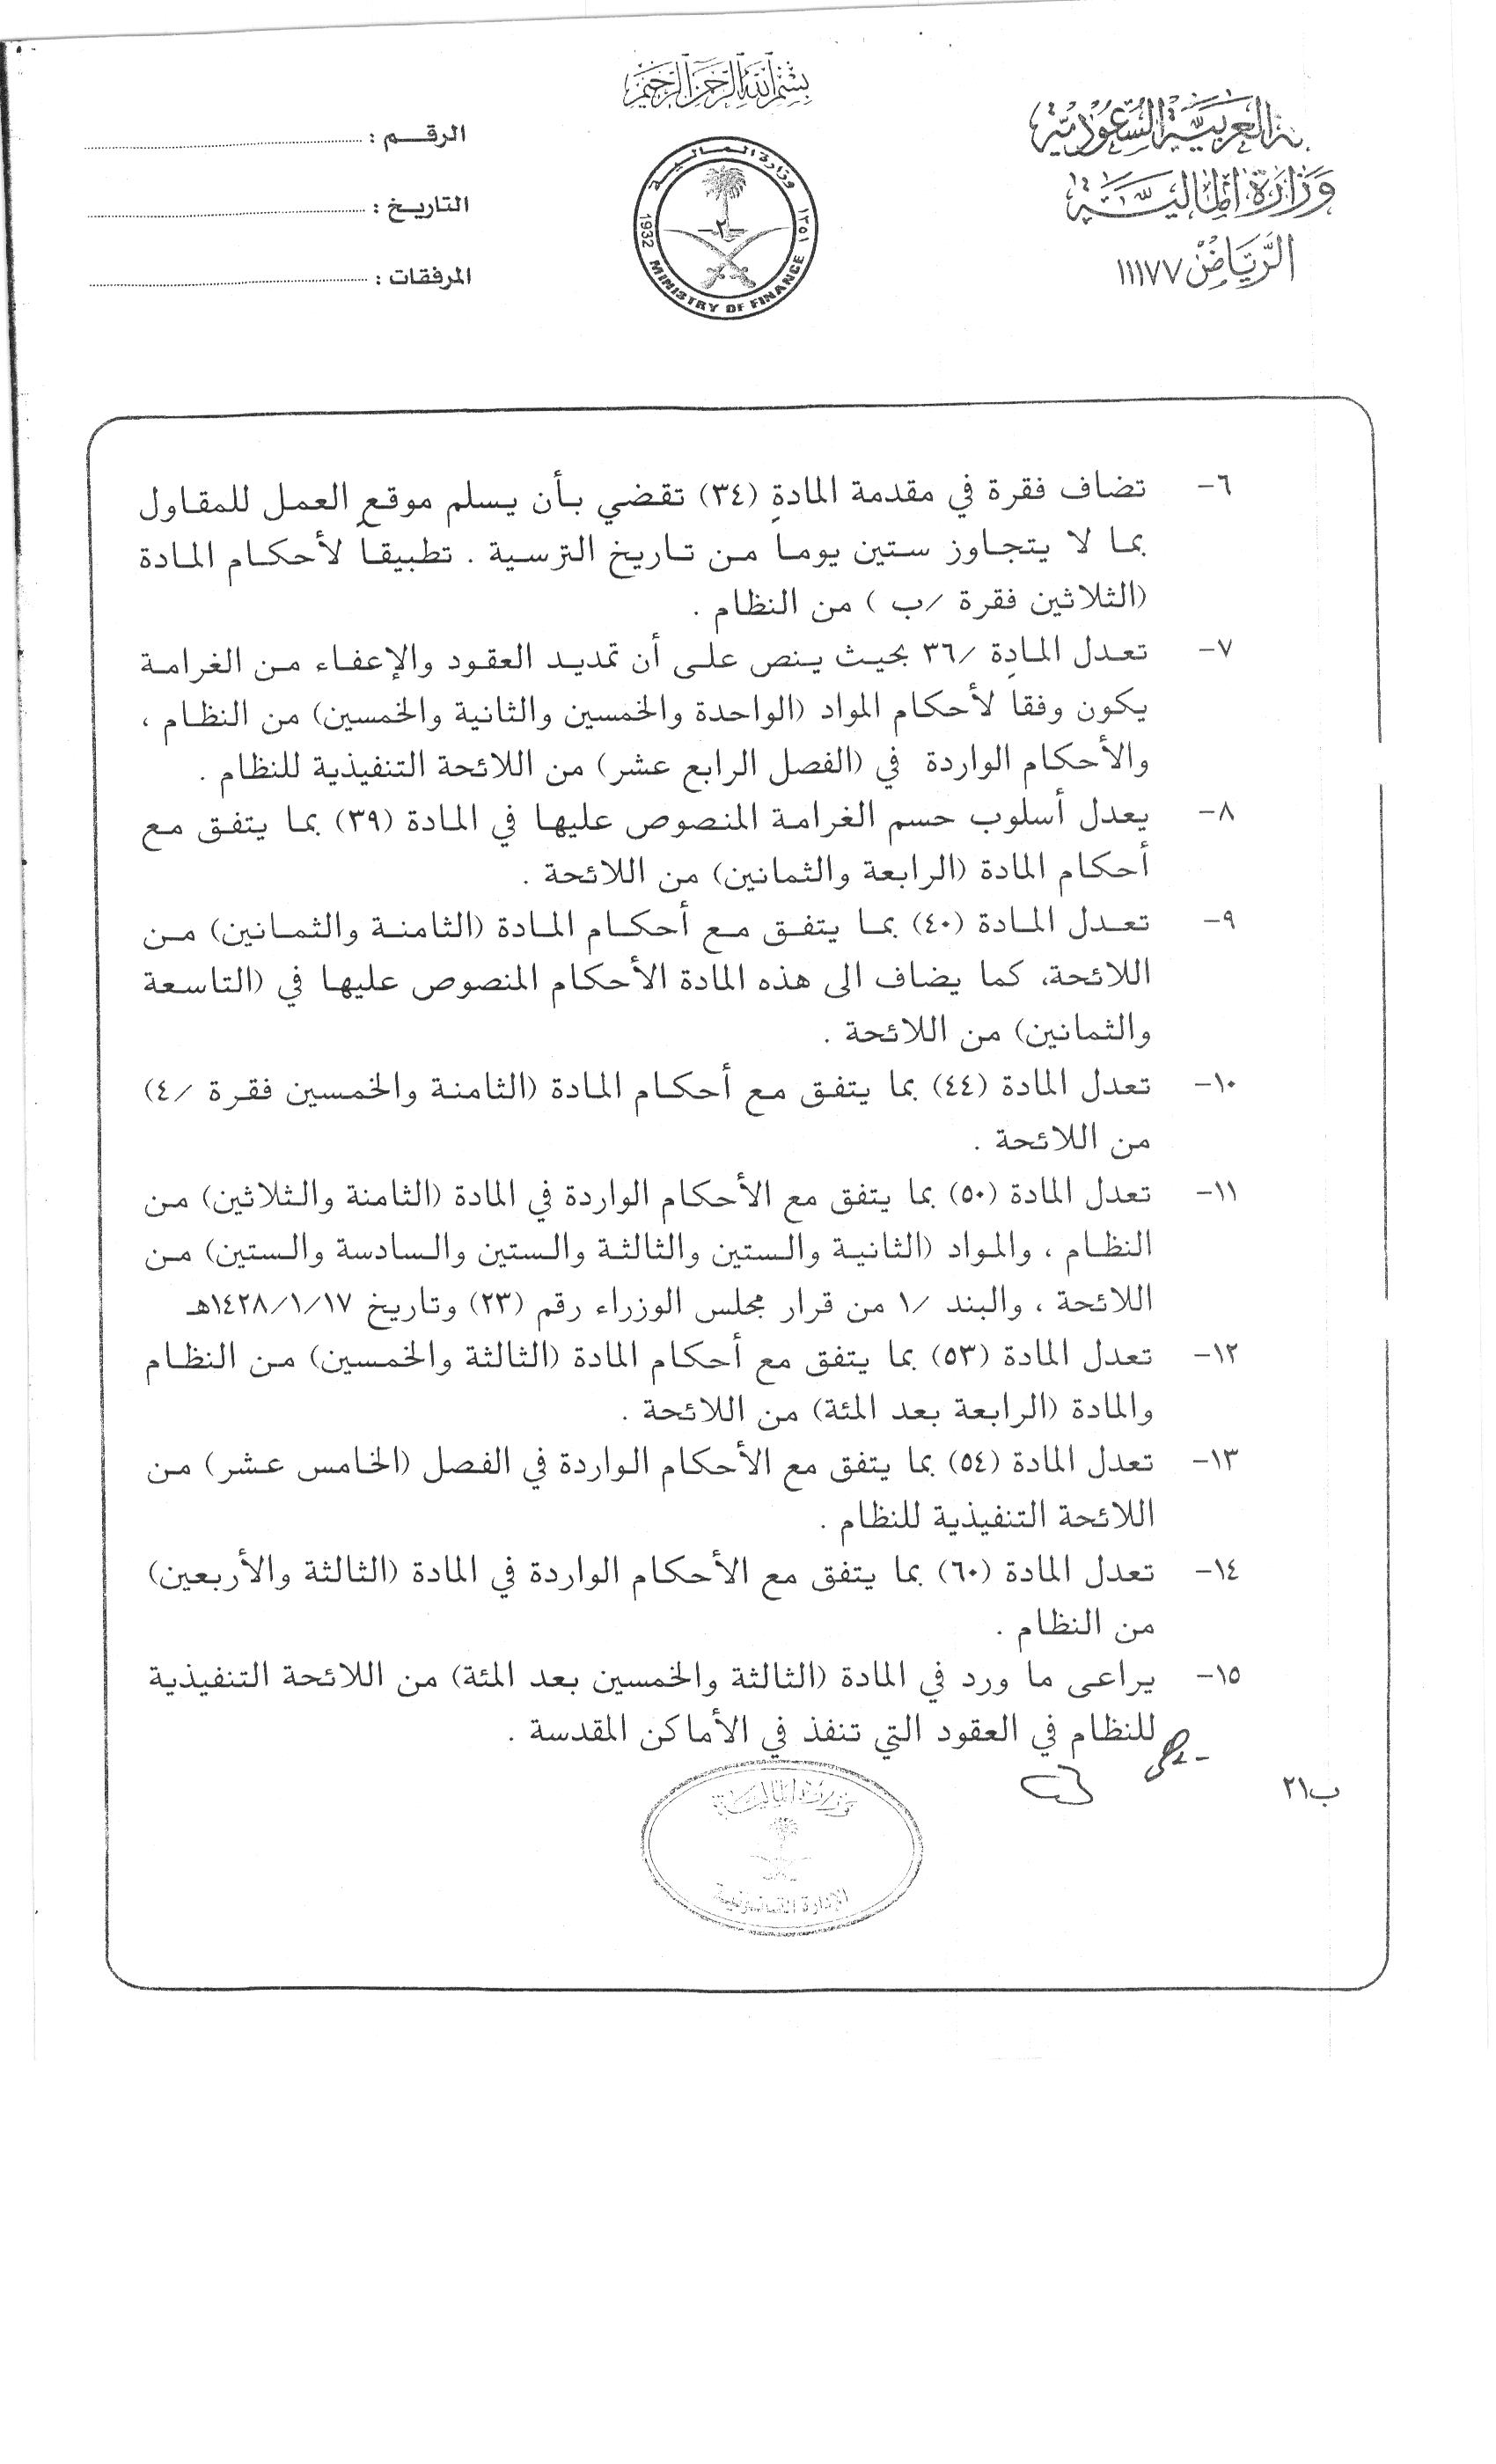 بسم الله الرحمن الرحيم
ة العربية السعودية
وزارة المالية
الرياض ١١١٧٧
وزارة المالية
١٣٥١
1932
MINISTRY OF FINANCE
-٢-
الرقم :
التاريخ :
المرفقات :
٦- تضاف فقرة في مقدمة المادة (٣٤) تقضي بأن يسلم موقع العمل للمقاول
بما لا يتجاوز ستين يوماً من تاريخ الترسية . تطبيقاً لأحكام المادة
(الثلاثين فقرة /ب ) من النظام .
٧- تعدل المادة /٣٦ بحيث ينص على أن تمديد العقود والإعفاء من الغرامة
يكون وفقاً لأحكام المواد (الواحدة والخمسين والثانية والخمسين) من النظام ،
والأحكام الواردة في (الفصل الرابع عشر) من اللائحة التنفيذية للنظام .
٨- يعدل أسلوب حسم الغرامة المنصوص عليها في المادة (٣٩) بما يتفق مع
أحكام المادة (الرابعة والثمانين) من اللائحة .
٩- تعدل المادة (٤٠) بما يتفق مع أحكام المادة (الثامنة والثمانين) من
اللائحة، كما يضاف الى هذه المادة الأحكام المنصوص عليها في (التاسعة
والثمانين) من اللائحة .
١٠- تعدل المادة (٤٤) بما يتفق مع أحكام المادة (الثامنة والخمسين فقرة /٤)
من اللائحة .
١١- تعدل المادة (٥٠) بما يتفق مع الأحكام الواردة في المادة (الثامنة والثلاثين) من
النظام ، والمواد (الثانية والستين والثالثة والستين والسادسة والستين) من
اللائحة ، والبند /١ من قرار مجلس الوزراء رقم (٢٣) وتاريخ ١٤٢٨/١/١٧هـ
١٢- تعدل المادة (٥٣) بما يتفق مع أحكام المادة (الثالثة والخمسين) من النظام
والمادة (الرابعة بعد المئة) من اللائحة .
١٣- تعدل المادة (٥٤) بما يتفق مع الأحكام الواردة في الفصل (الخامس عشر) من
اللائحة التنفيذية للنظام .
١٤- تعدل المادة (٦٠) بما يتفق مع الأحكام الواردة في المادة (الثالثة والأربعين)
من النظام .
١٥- يراعى ما ورد في المادة (الثالثة والخمسين بعد المئة) من اللائحة التنفيذية
للنظام في العقود التي تنفذ في الأماكن المقدسة .
ب٢١
وزارة المالية
الإدارة القانونية